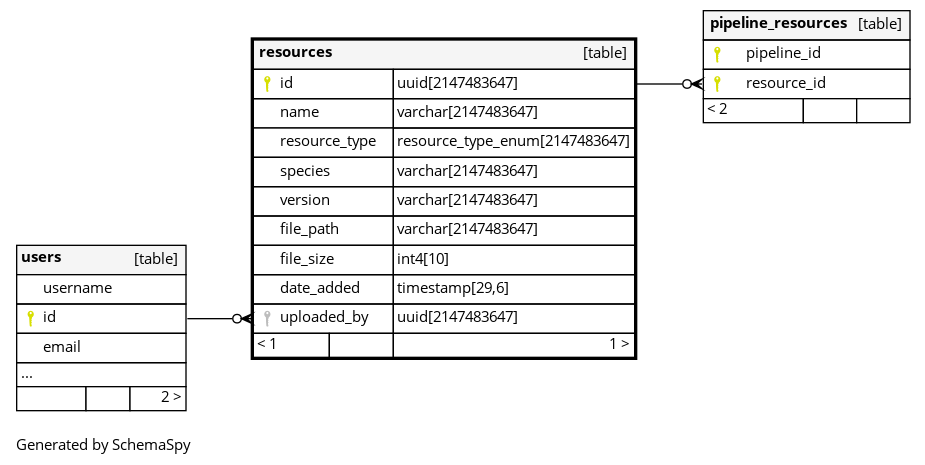 pipeline_resources [table]
pipeline_id
resource_id
< 2
resources [table]
id uuid[2147483647]
name varchar[2147483647]
resource_type resource_type_enum[2147483647]
species varchar[2147483647]
version varchar[2147483647]
file_path varchar[2147483647]
file_size int4[10]
date_added timestamp[29,6]
uploaded_by uuid[2147483647]
< 1 1 >
users [table]
username
id
email
...
2 >
Generated by SchemaSpy